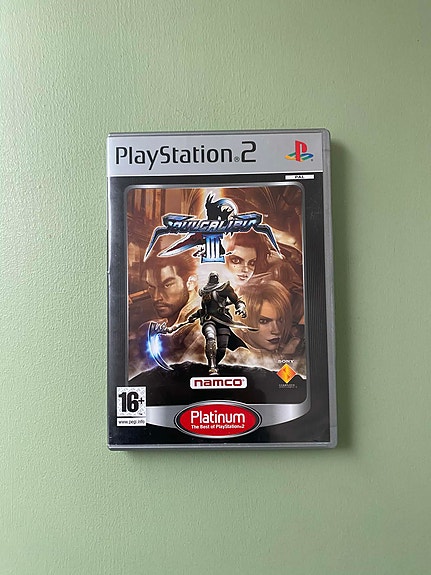 PlayStation®2
PAL
SOULCALIBUR
III
SONY
namco®
16+
www.pegi.info
Platinum
The Best of PlayStation®2